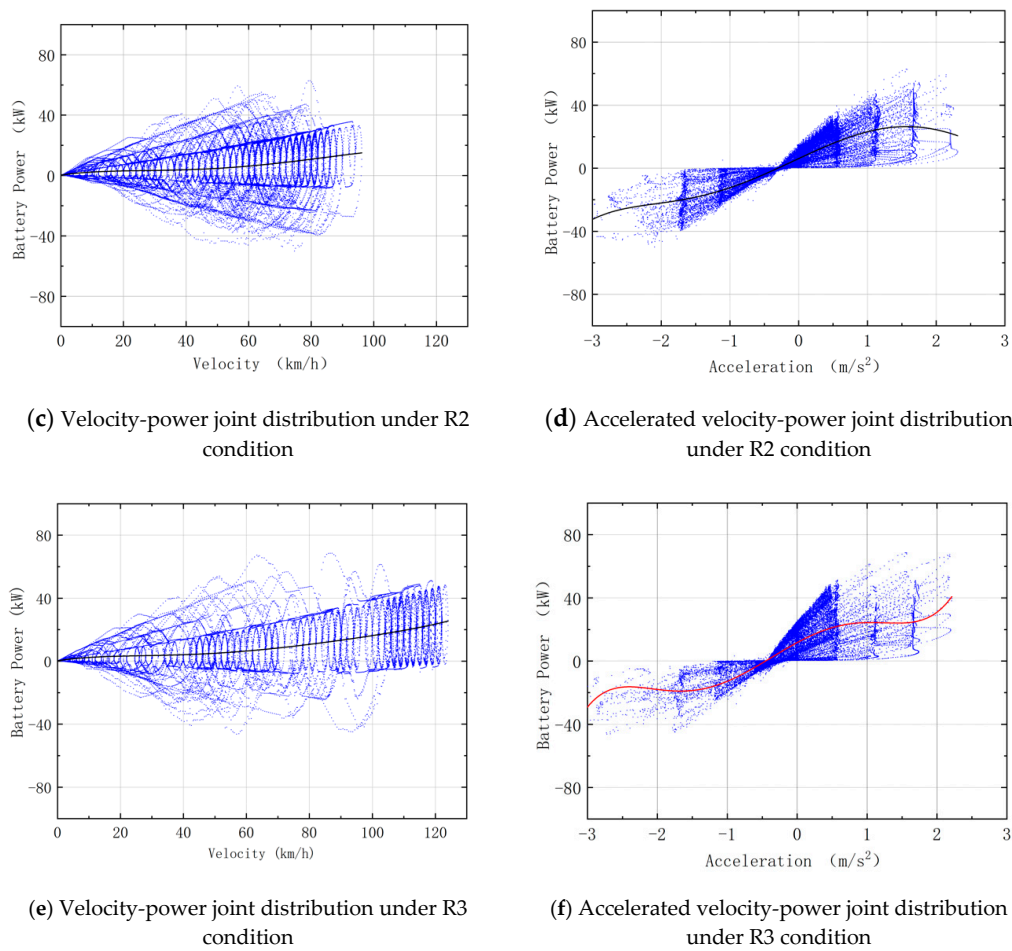 80
40
0
−40
−80
Battery Power （kW）
0 20 40 60 80 100 120
Velocity （km/h）
(c) Velocity-power joint distribution under R2
condition
80
40
0
−40
−80
Battery Power （kW）
−3 −2 −1 0 1 2 3
Acceleration （m/s²）
(d) Accelerated velocity-power joint distribution
under R2 condition
80
40
0
−40
−80
Battery Power (kW)
0 20 40 60 80 100 120
Velocity (km/h)
(e) Velocity-power joint distribution under R3
condition
80
40
0
−40
−80
Battery Power （kW）
−3 −2 −1 0 1 2 3
Acceleration （m/s²）
(f) Accelerated velocity-power joint distribution
under R3 condition